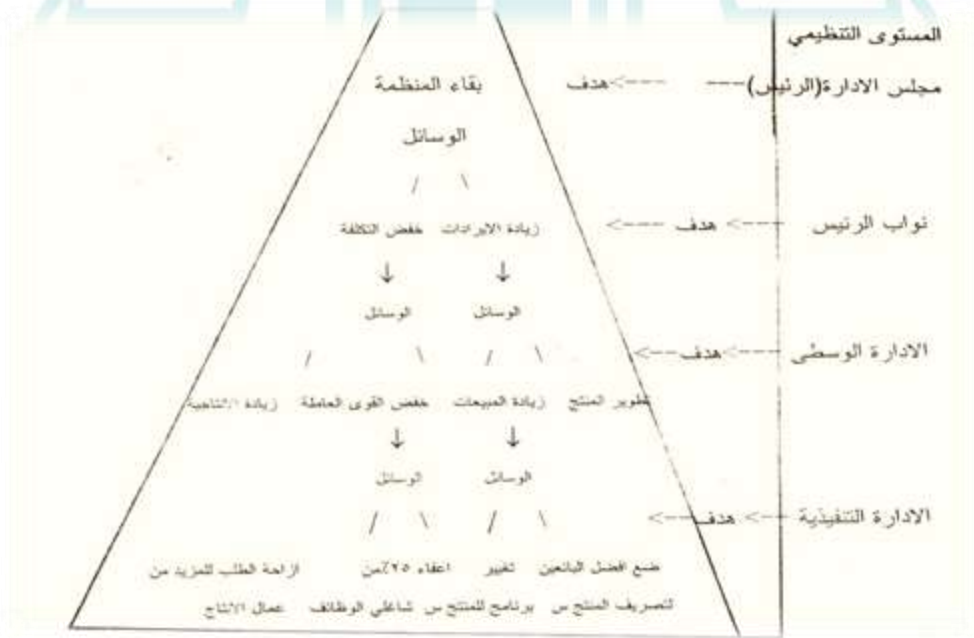 المستوى التنظيمي
مجلس الادارة(الرئيس)---- ---->هدف بقاء المنظمة
الوسائل
/ \
نواب الرئيس ----> هدف ----> زيادة الايرادات خفض التكلفة
↓ ↓
الوسائل الوسائل
/ \ / \
الادارة الوسطى ---->هدف---->
تطوير المنتج زيادة المبيعات خفض القوى العاملة زيادة الانتاجية
↓ ↓
الوسائل الوسائل
/ \ / \
الادارة التنفيذية ----> هدف---->
ضع افضل البائعين تغيير اعفاء ٢٥٪من ازاحة الطلب للمزيد من
لتصريف المنتج س برنامج للمنتج س شاغلي الوظائف عمال الانتاج